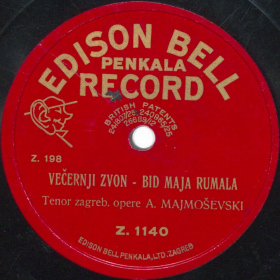 EDISON BELL
PENKALA
RECORD
BRITISH PATENTS
Z. 198
VEČERNJI ZVON - BID MAJA RUMALA
Tenor zagreb. opere A. MAJMOŠEVSKI
Z. 1140
EDISON BELL PENKALA, LTD., ZAGREB